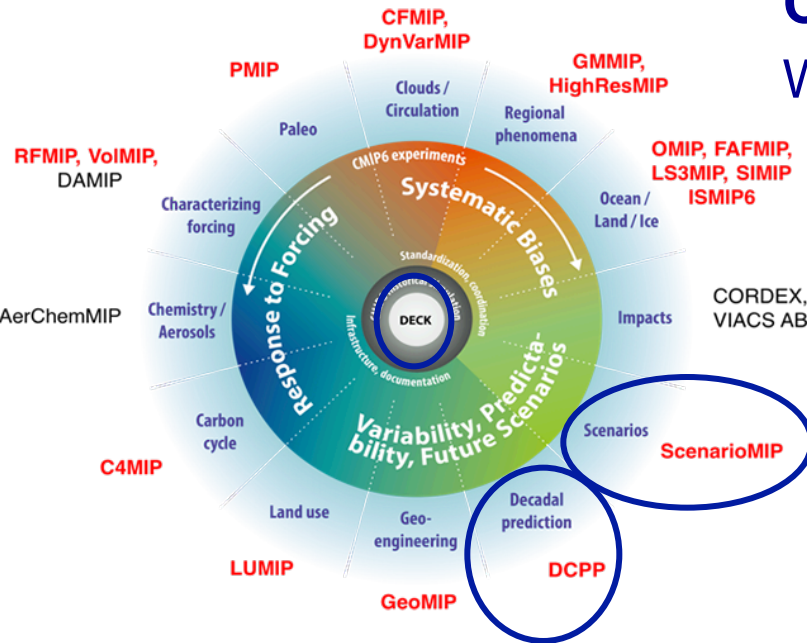 CFMIP,
DynVarMIP
PMIP
GMMIP,
HighResMIP
Clouds /
Circulation
Regional
phenomena
Paleo
RFMIP, VolMIP,
DAMIP
OMIP, FAFMIP,
LS3MIP, SIMIP
ISMIP6
CMIP6 experiments
Systematic Biases
Characterizing
forcing
Ocean /
Land / Ice
Response to Forcing
Standardization, coordination
AerChemMIP
Chemistry /
Aerosols
DECK
Impacts
CORDEX,
VIACS AB
Infrastructure, documentation
Variability, Predicta-
bility, Future Scenarios
Carbon
cycle
Scenarios
ScenarioMIP
C4MIP
Land use
Geo-
engineering
Decadal
prediction
LUMIP
GeoMIP
DCPP